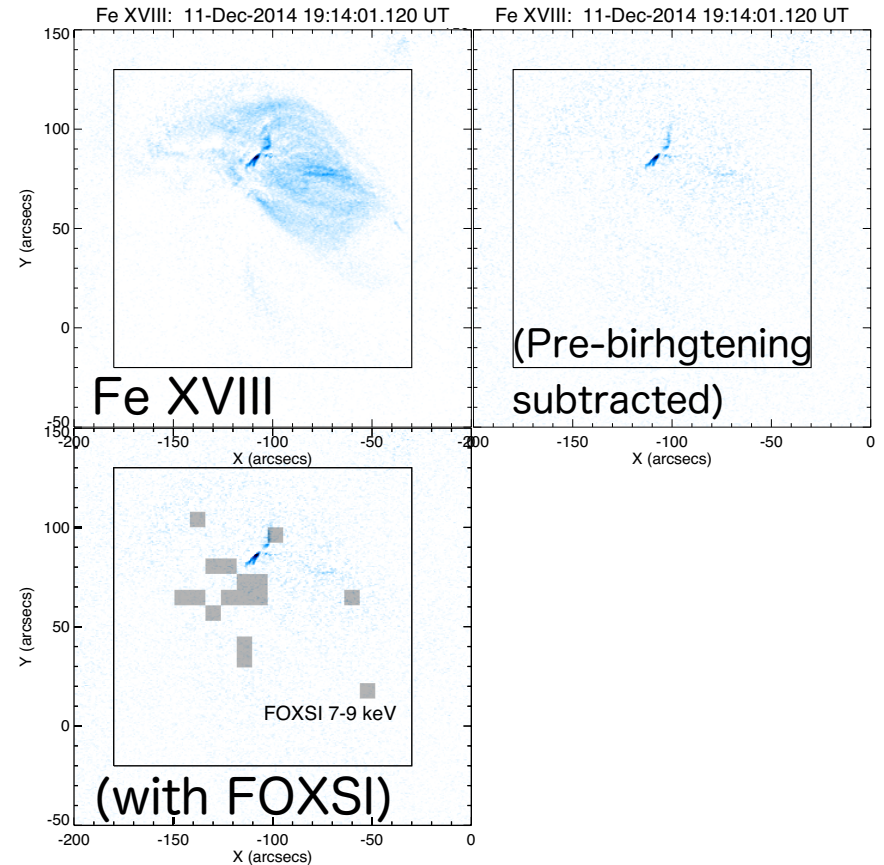 Fe XVIII: 11-Dec-2014 19:14:01.120 UT
Fe XVIII: 11-Dec-2014 19:14:01.120 UT
150
100
50
0
-50
Y (arcsecs)
Fe XVIII
-200 -150 -100 -50
X (arcsecs)
(Pre-birhgtening
subtracted)
-200 -150 -100 -50 0
X (arcsecs)
150
100
50
0
-50
Y (arcsecs)
FOXSI 7-9 keV
(with FOXSI)
-200 -150 -100 -50 0
X (arcsecs)